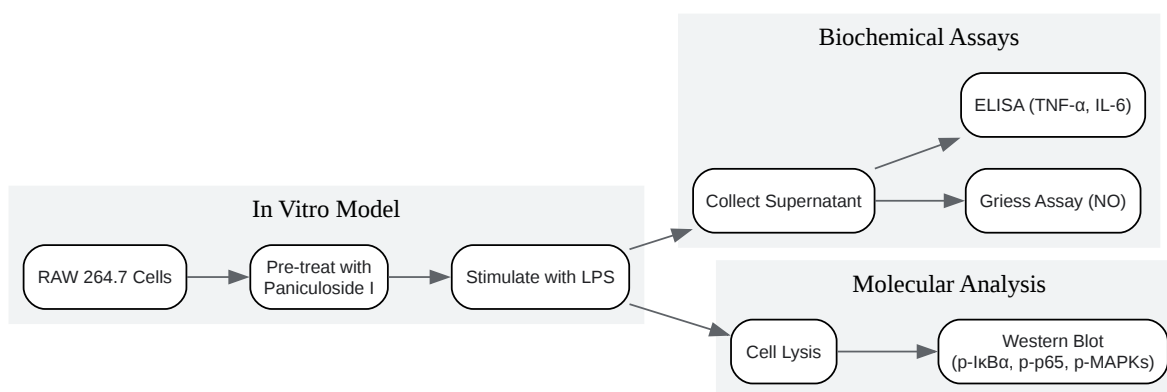 Biochemical Assays
ELISA (TNF-α, IL-6)
Collect Supernatant
Griess Assay (NO)
In Vitro Model
RAW 264.7 Cells
Pre-treat with
Paniculoside I
Stimulate with LPS
Molecular Analysis
Cell Lysis
Western Blot
(p-IκBα, p-p65, p-MAPKs)